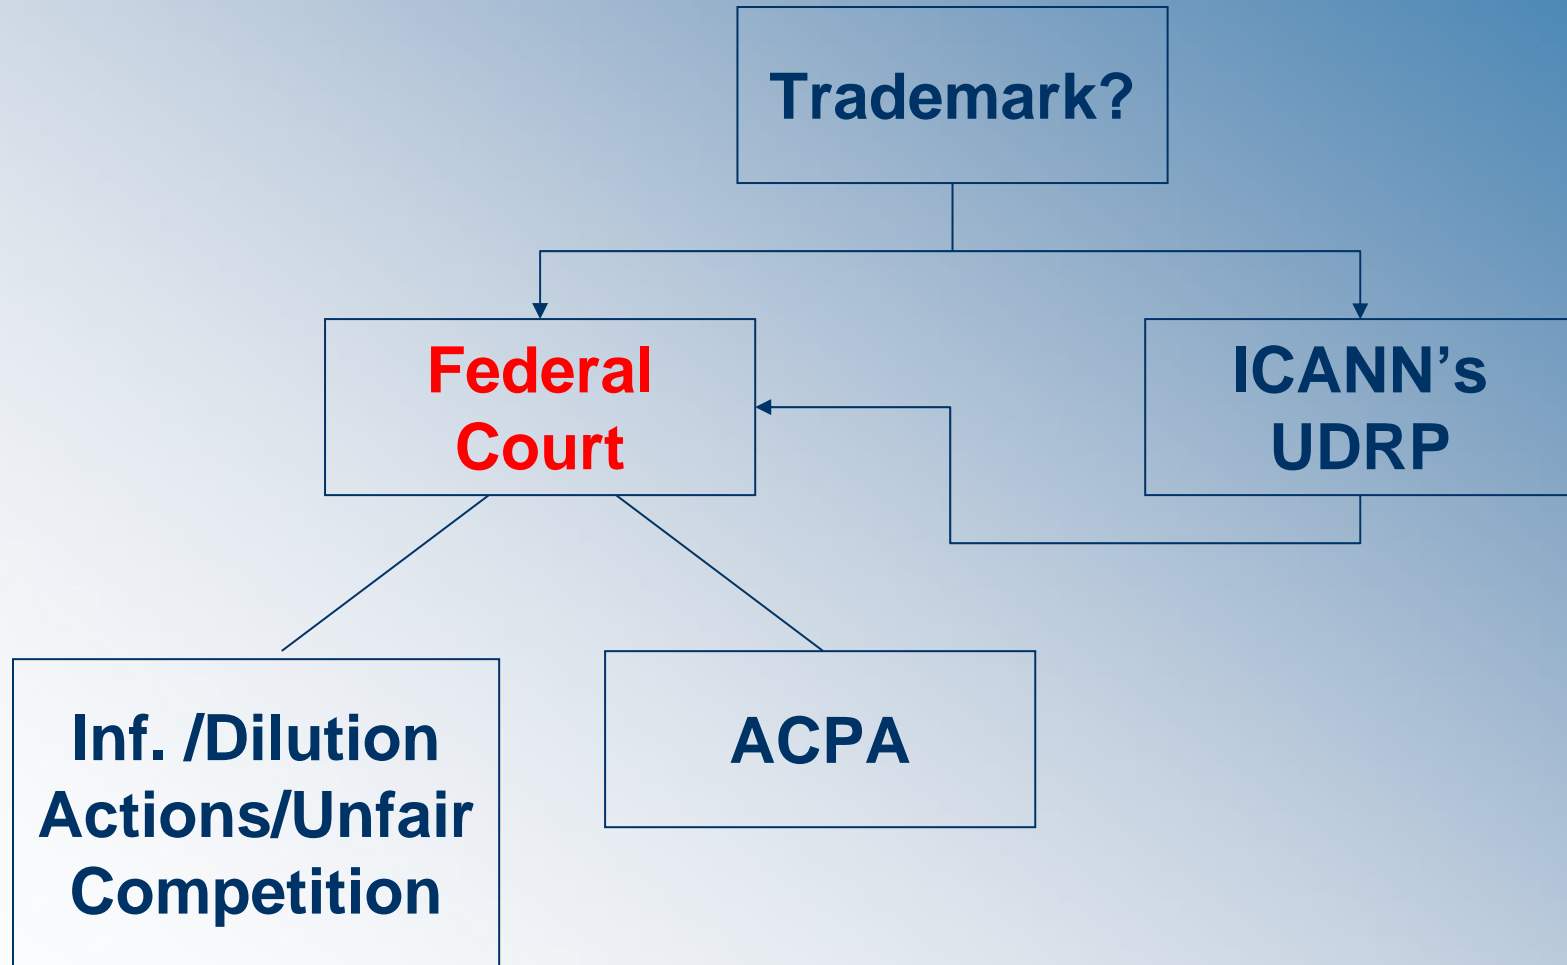 Trademark?
Federal
Court
ICANN’s
UDRP
Inf. /Dilution
Actions/Unfair
Competition
ACPA